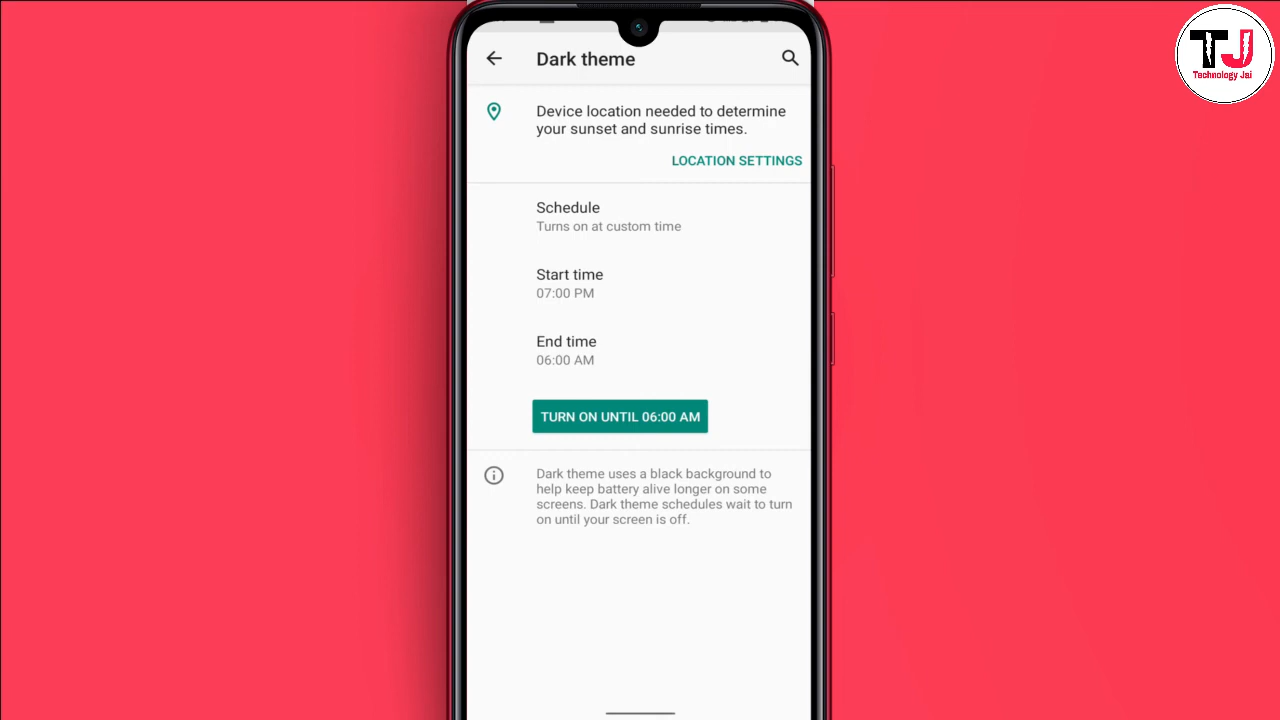 Dark theme
TJ
Technology Jai
Device location needed to determine
your sunset and sunrise times.
LOCATION SETTINGS
Schedule
Turns on at custom time
Start time
07:00 PM
End time
06:00 AM
TURN ON UNTIL 06:00 AM
Dark theme uses a black background to
help keep battery alive longer on some
screens. Dark theme schedules wait to turn
on until your screen is off.